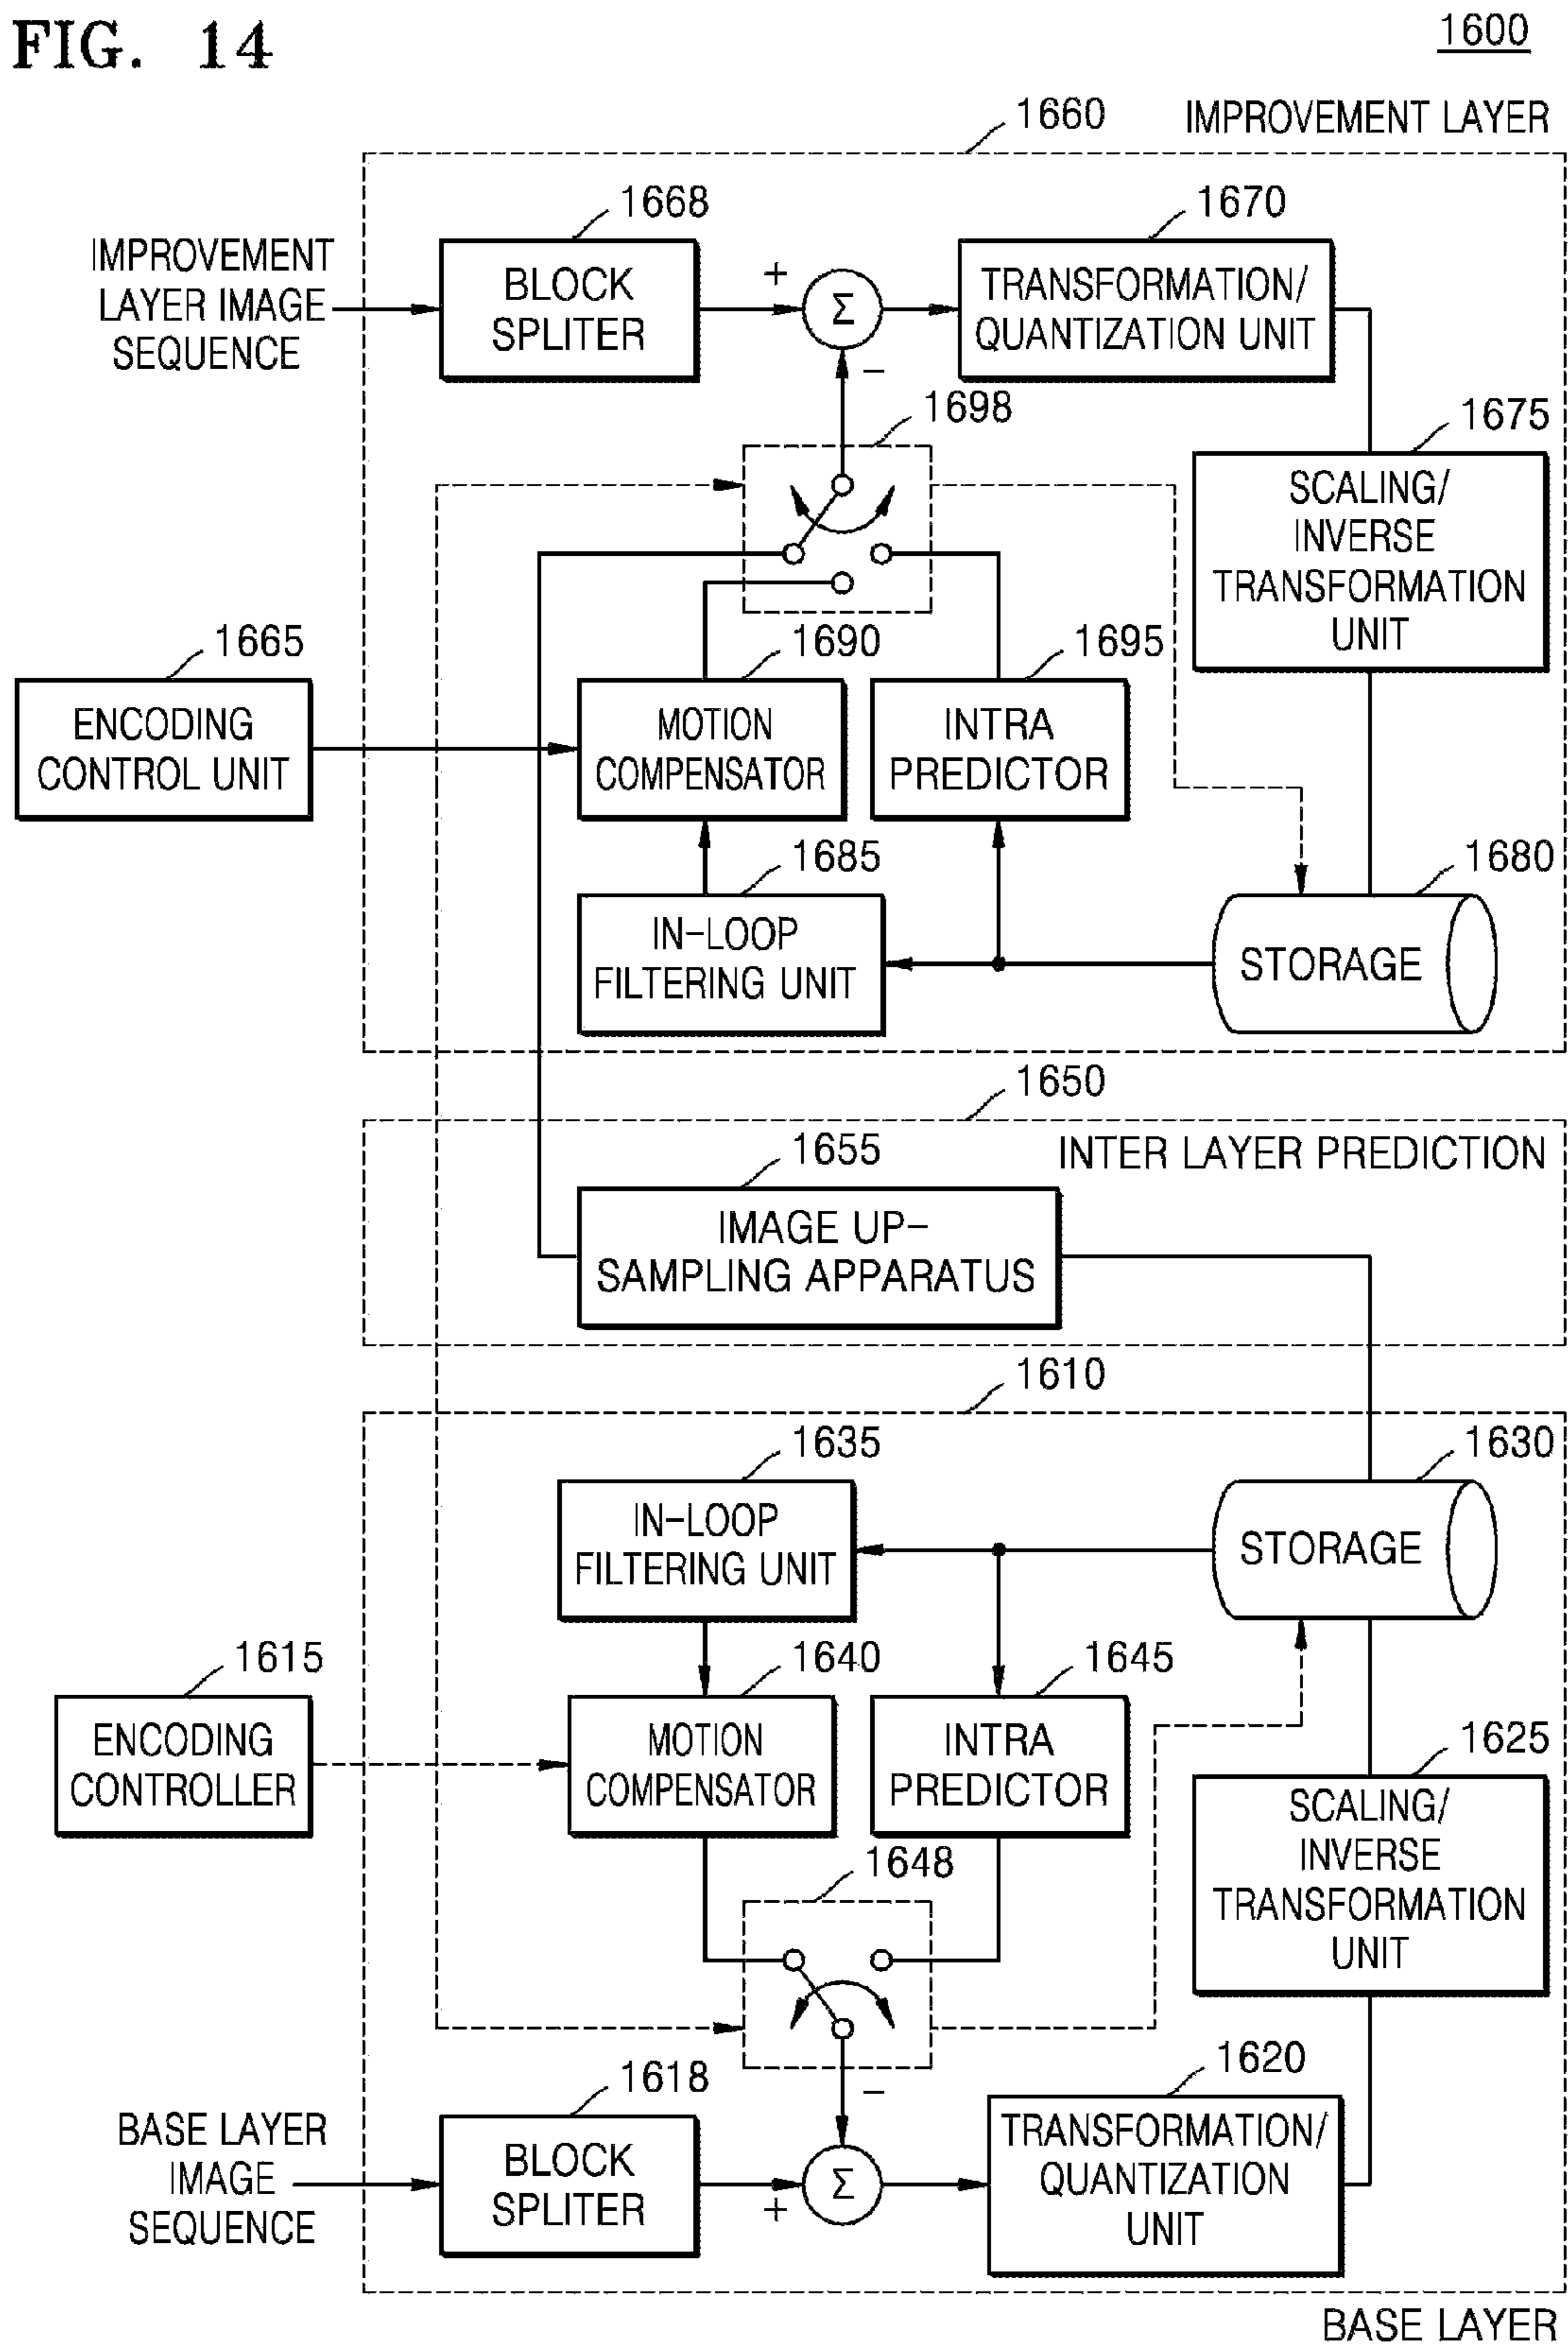 FIG. 14
1600
1660
IMPROVEMENT LAYER
1668
1670
IMPROVEMENT
LAYER IMAGE
SEQUENCE
BLOCK
SPLITER
+
Σ
−
TRANSFORMATION/
QUANTIZATION UNIT
1698
1675
SCALING/
INVERSE
TRANSFORMATION
UNIT
1665
1690
1695
ENCODING
CONTROL UNIT
MOTION
COMPENSATOR
INTRA
PREDICTOR
1685
1680
IN-LOOP
FILTERING UNIT
STORAGE
1650
1655
INTER LAYER PREDICTION
IMAGE UP-
SAMPLING APPARATUS
1610
1635
1630
IN-LOOP
FILTERING UNIT
STORAGE
1615
1640
1645
ENCODING
CONTROLLER
MOTION
COMPENSATOR
INTRA
PREDICTOR
1625
SCALING/
INVERSE
TRANSFORMATION
UNIT
1648
1618
1620
BASE LAYER
IMAGE
SEQUENCE
BLOCK
SPLITER
−
+
Σ
TRANSFORMATION/
QUANTIZATION
UNIT
BASE LAYER